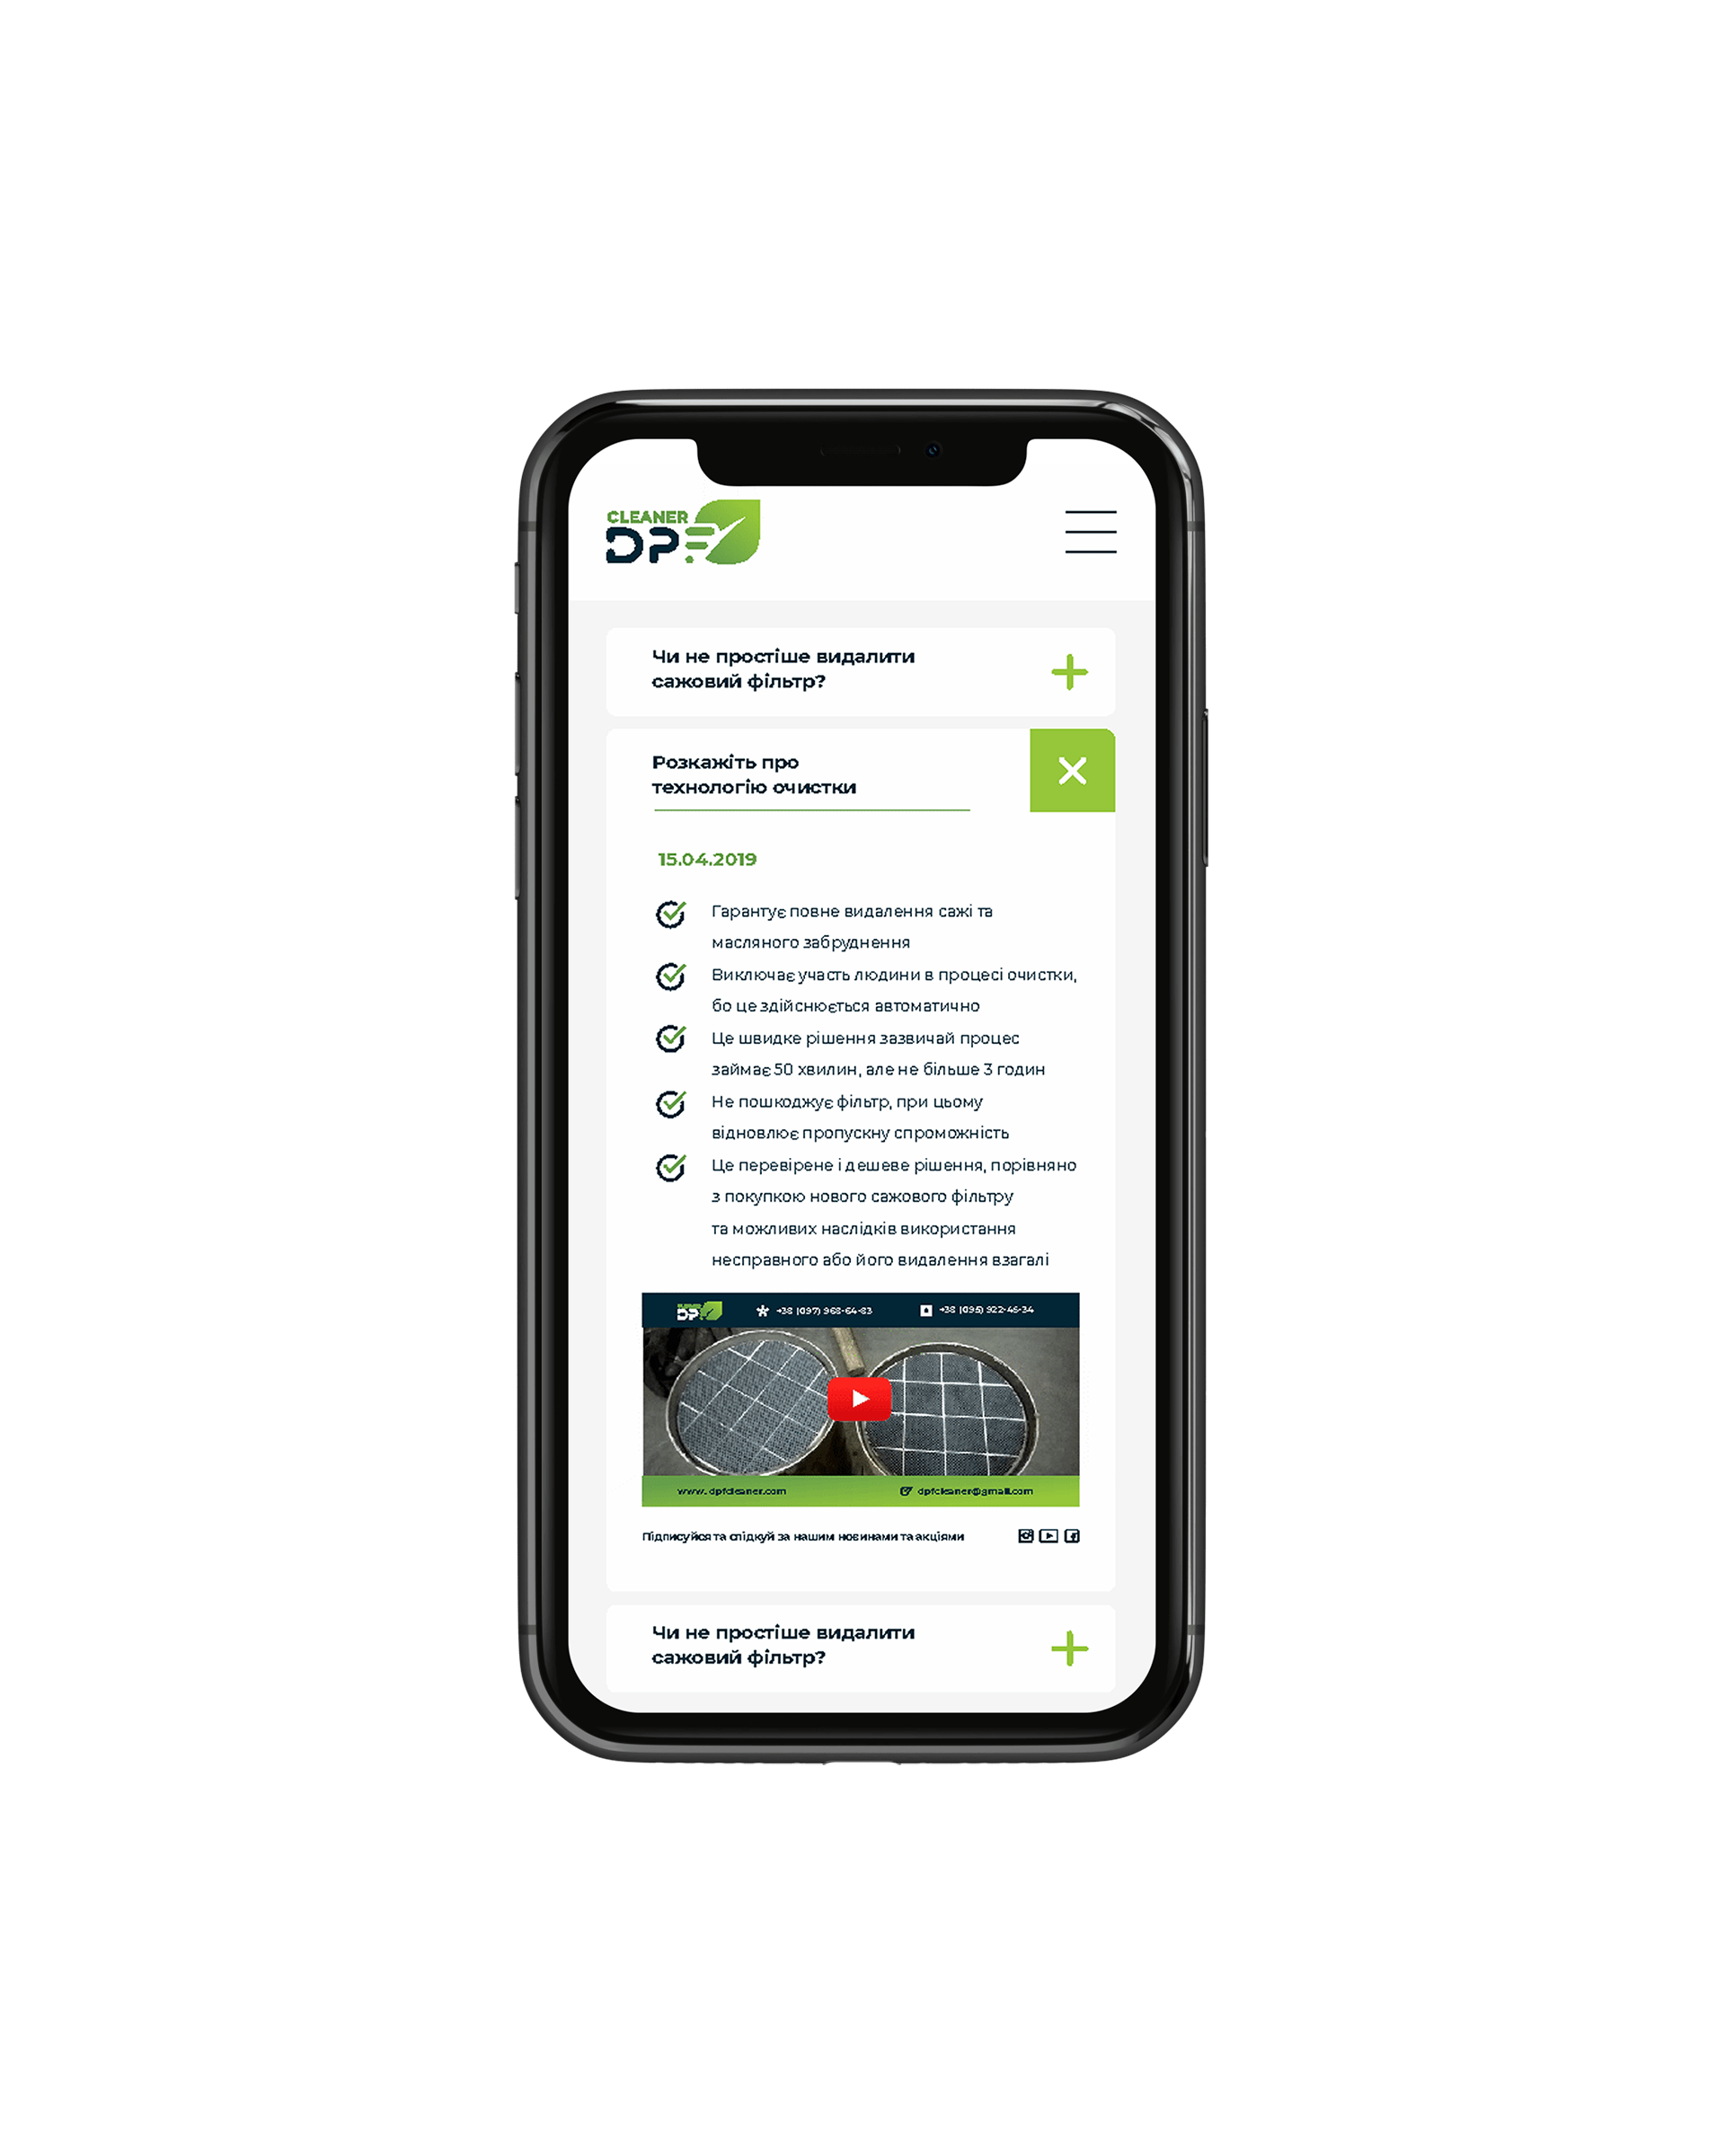 CLEANER
DPF
Чи не простіше видалити
сажовий фільтр?
Розкажіть про
технологію очистки
15.04.2019
Гарантує повне видалення сажі та
масляного забруднення
Виключає участь людини в процесі очистки,
бо це здійснюється автоматично
Це швидке рішення зазвичай процес
займає 50 хвилин, але не більше 3 годин
Не пошкоджує фільтр, при цьому
відновлює пропускну спроможність
Це перевірене і дешеве рішення, порівняно
з покупкою нового сажового фільтру
та можливих наслідків використання
несправного або його видалення взагалі
DPF +38 (097) 968-64-83 +38 (095) 922-46-34
www.dpfcleaner.com dpfcleaner@gmail.com
Підписуйся та слідкуй за нашим новинами та акціями
Чи не простіше видалити
сажовий фільтр?